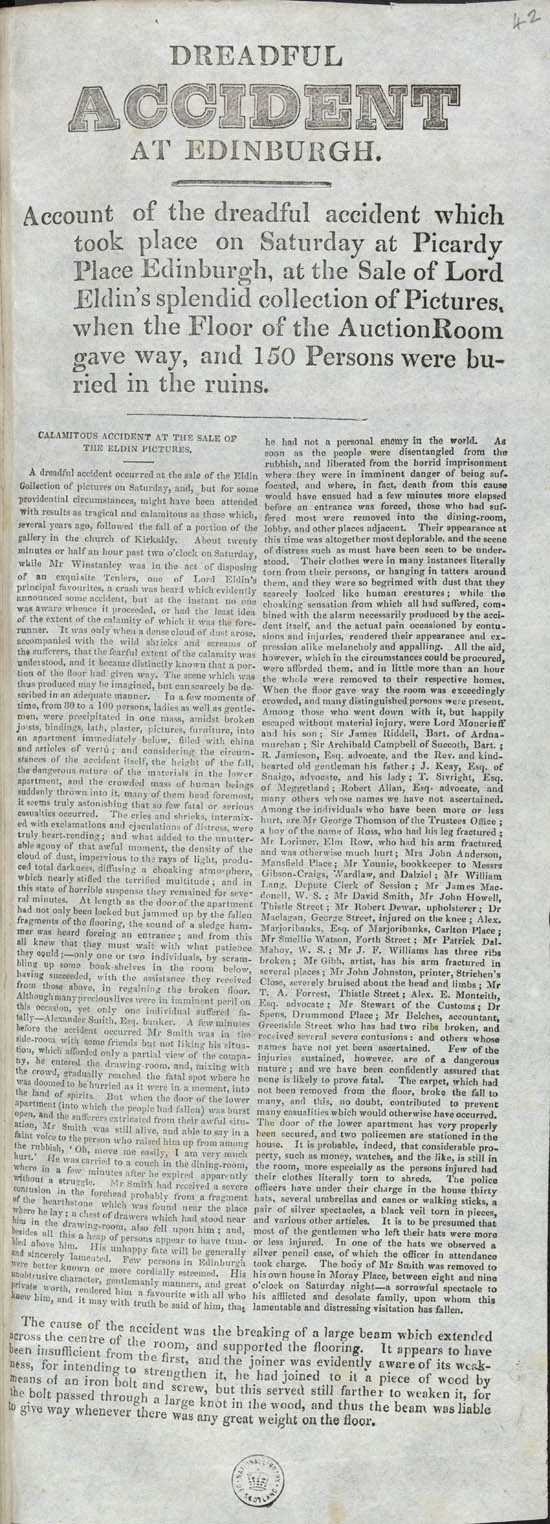 42
DREADFUL
ACCIDENT
AT EDINBURGH.
Account of the dreadful accident which
took place on Saturday at Picardy
Place Edinburgh, at the Sale of Lord
Eldin's splendid collection of Pictures,
when the Floor of the AuctionRoom
gave way, and 150 Persons were bu-
ried in the ruins.
CALAMITOUS ACCIDENT AT THE SALE OF
THE ELDIN PICTURES.
A dreadful accident occurred at the sale of the Eldin
Collection of pictures on Saturday, and, but for some
providential circumstances, might have been attended
with results as tragical and calamitous as those which,
several years ago, followed the fall of a portion of the
gallery in the church of Kirkaldy. About twenty
minutes or half an hour past two o'clock on Saturday,
while Mr Winstanley was in the act of disposing
of an exquisite Teniers, one of Lord Eldin's
principal favourites, a crash was heard which evidently
announced some accident, but at the instant no one
was aware whence it proceeded, or had the least idea
of the extent of the calamity of which it was the fore-
runner. It was only when a dense cloud of dust arose,
accompanied with the wild shrieks and screams of
the sufferers, that the fearful extent of the calamity was
understood, and it became distinctly known that a por-
tion of the floor had given way. The scene which was
thus produced may be imagined, but can scarcely be de-
scribed in an adequate manner. In a few moments of
time, from 80 to a 100 persons, ladies as well as gentle-
men, were precipitated in one mass, amidst broken
joists, bindings, lath, plaster, pictures, furniture, into
an apartment immediately below, filled with china
and articles of vertú; and considering the circum-
stances of the accident itself, the height of the fall,
the dangerous nature of the materials in the lower
apartment, and the crowded mass of human beings
suddenly thrown into it, many of them head foremost,
it seems truly astonishing that so few fatal or serious
casualties occurred. The cries and shrieks, intermix-
ed with exclamations and ejaculations of distress, were
truly heart-rending; and what added to the unutter-
able agony of that awful moment, the density of the
cloud of dust, impervious to the rays of light, produ-
ced total darkness, diffusing a choaking atmosphere,
which nearly stifled the terrified multitude; and in
this state of horrible suspense they remained for seve-
ral minutes. At length as the door of the apartment
had not only been locked but jammed up by the fallen
fragments of the flooring, the sound of a sledge ham-
mer was heard forcing an entrance; and from this
all knew that they must wait with what patience
they could;—only one or two individuals, by scram-
bling up some book-shelves in the room below,
having succeeded, with the assistance they received
from those above, in regaining the broken floor.
Although many precious lives were in imminent peril on
this occasion, yet only one individual suffered fa-
tally—Alexander Smith, Esq. banker. A few minutes
before the accident occurred Mr Smith was in the
side-room with some friends but not liking his situa-
tion, which afforded only a partial view of the compa-
ny, he entered the drawing-room, and, mixing with
the crowd, gradually reached the fatal spot where he
was doomed to be hurried as it were in a moment, into
the land of spirits. But when the door of the lower
apartment (into which the people had fallen) was burst
open, and the sufferers extricated from their awful situ-
ation, Mr Smith was still alive, and able to say in a
faint voice to the person who raised him up from among
the rubbish, 'Oh, move me easily, I am very much
hurt.' He was carried to a couch in the dining-room,
where in a few minutes after he expired apparently
without a struggle. Mr Smith had received a severe
contusion in the forehead probably from a fragment
of the hearthstone which was found near the place
where he lay; a chest of drawers which had stood near
him in the drawing-room, also fell upon him; and,
besides all this a heap of persons appear to have tum-
bled above him. His unhappy fate will be generally
and sincerely lamented. Few persons in Edinburgh
were better known or more cordially esteemed. His
unobtrusive character, gentlemanly manners, and great
private worth, rendered him a favourite with all who
knew him, and it may with truth be said of him, that
he had not a personal enemy in the world. As
soon as the people were disentangled from the
rubbish, and liberated from the horrid imprisonment
where they were in imminent danger of being suf-
focated, and where, in fact, death from this cause
would have ensued had a few minutes more elapsed
before an entrance was forced, those who had suf-
fered most were removed into the dining-room,
lobby, and other places adjacent. Their appearance at
this time was altogether most deplorable, and the scene
of distress such as must have been seen to be under-
stood. Their clothes were in many instances literally
torn from their persons, or hanging in tatters around
them, and they were so begrimed with dust that they
scarcely looked like human creatures; while the
choaking sensation from which all had suffered, com-
bined with the alarm necessarily produced by the acci-
dent itself, and the actual pain occasioned by contu-
sions and injuries, rendered their appearance and ex-
pression alike melancholy and appalling. All the aid,
however, which in the circumstances could be procured,
were afforded them, and in little more than an hour
the whole were removed to their respective homes.
When the floor gave way the room was exceedingly
crowded, and many distinguished persons were present.
Among those who went down with it, but happily
escaped without material injury, were Lord Moncrieff
and his son; Sir James Riddell, Bart. of Ardna-
murchan; Sir Archibald Campbell of Succoth, Bart.;
R. Jamieson, Esq. advocate, and the Rev. and kind-
hearted old gentleman his father; J. Keay, Esq. of
Snaigo, advocate, and his lady; T. Sivright, Esq.
of Meggetland; Robert Allan, Esq. advocate, and
many others whose names we have not ascertained.
Among the individuals who have been more or less
hurt, are Mr George Thomson of the Trustees Office;
a boy of the name of Ross, who had his leg fractured;
Mr Lorimer, Elm Row, who had his arm fractured
and was otherwise much hurt; Mrs John Anderson,
Mansfield Place; Mr Younie, bookkeeper to Messrs
Gibson-Craigs, Wardlaw, and Dalziel; Mr William
Lang, Depute Clerk of Session; Mr James Mac-
donell, W. S.; Mr David Smith, Mr John Howell,
Thistle Street; Mr Robert Dewar, upholsterer; Dr
Maclagan, George Street, injured on the knee; Alex.
Marjoribanks, Esq. of Marjoribanks, Carlton Place;
Mr Smellie Watson, Forth Street; Mr Patrick Dal-
Mahoy, W. S.; Mr J. F. Williams has three ribs
broken; Mr Gibb, artist, has his arm fractured in
several places; Mr John Johnston, printer, Strichen's
Close, severely bruised about the head and limbs; Mr
T. A. Forrest, Thistle Street; Alex. E. Monteith,
Esq. advocate; Mr Stewart of the Customs; Dr
Spens, Drummond Place; Mr Belches, accountant,
Greenside Street who has had two ribs broken, and
received several severe contusions: and others whose
names have not yet been ascertained. Few of the
injuries sustained, however. are of a dangerous
nature; and we have been confidently assured that
none is likely to prove fatal. The carpet, which had
not been removed from the floor, broke the fall to
many, and this, no doubt, contributed to prevent
many casualities which would otherwise have occurred.
The door of the lower apartment has very properly
been secured, and two policemen are stationed in the
house. It is probable, indeed, that considerable pro-
perty, such as money, watches, and the like, is still in
the room, more especially as the persons injured had
their clothes literally torn to shreds. The police
officers have under their charge in the house thirty
hats, several umbrellas and canes or walking sticks, a
pair of silver spectacles, a black veil torn in pieces,
and various other articles. It is to be presumed that
most of the gentlemen who left their hats were more
or less injured. In one of the hats we observed a
silver pencil case, of which the officer in attendance
took charge. The body of Mr Smith was removed to
his own house in Moray Place, between eight and nine
o'clock on Saturday night—a sorrowful spectacle to
his afflicted and desolate family, upon whom this
lamentable and distressing visitation has fallen.
The cause of the accident was the breaking of a large beam which extended
across the centre of the room, and supported the flooring. It appears to have
been insufficient from the first, and the joiner was evidently aware of its weak-
ness, for intending to strengthen it, he had joined to it a piece of wood by
means of an iron bolt and screw, but this served still farther to weaken it, for
the bolt passed through a large knot in the wood, and thus the beam was liable
to give way whenever there was any great weight on the floor.
NATIONAL LIBRARY
OF SCOTLAND